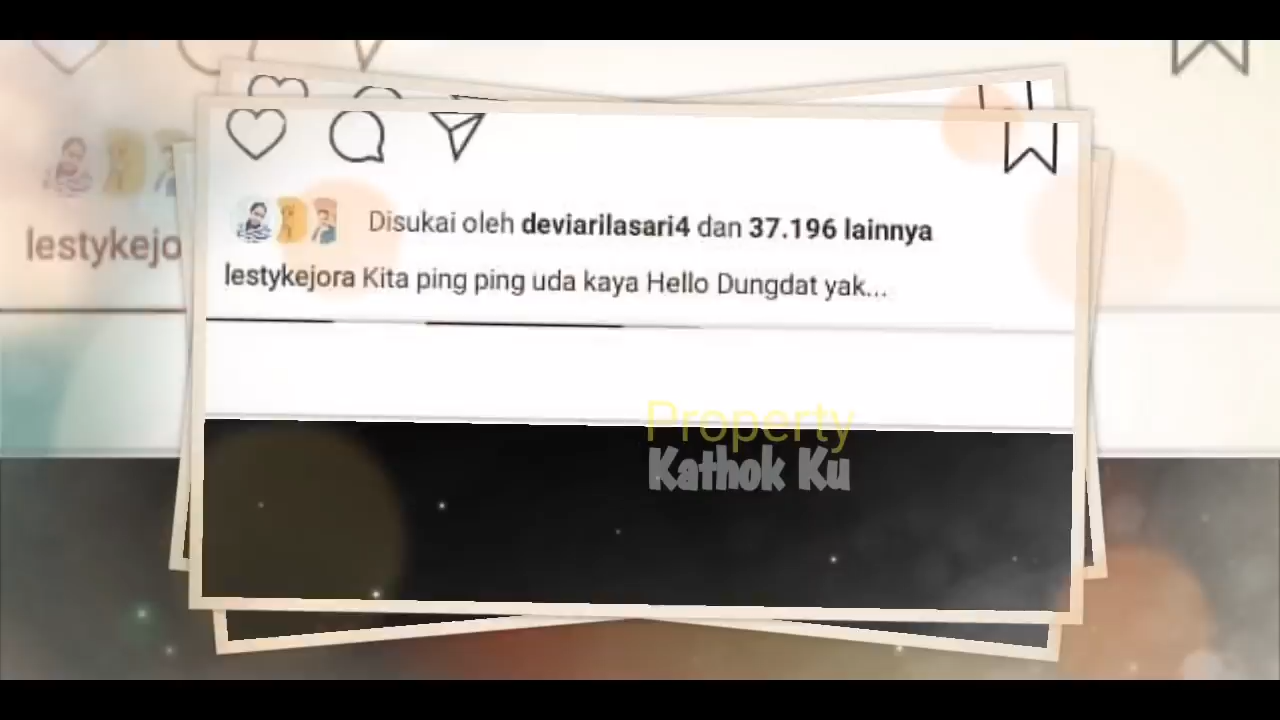 Disukai oleh deviarilasari4 dan 37.196 lainnya
lestykejo
lestykejora Kita ping ping uda kaya Hello Dungdat yak...
Property
Kathok Ku